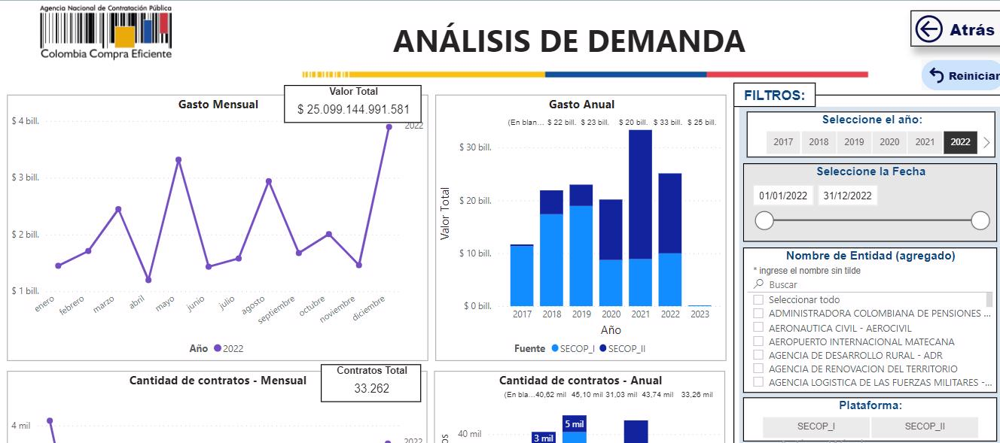 Agencia Nacional de Contratación Pública
Colombia Compra Eficiente
ANÁLISIS DE DEMANDA
Atrás
Reiniciar
Gasto Mensual
Valor Total
$ 25.099.144.991.581
2022
$ 4 bill.
$ 3 bill.
$ 2 bill.
$ 1 bill.
enero
febrero
marzo
abril
mayo
junio
julio
agosto
septiembre
octubre
noviembre
diciembre
Año 2022
Gasto Anual
(En blan... $ 22 bill. $ 23 bill. $ 20 bill. $ 33 bill. $ 25 bill.
Valor Total
$ 30 bill.
$ 20 bill.
$ 10 bill.
$ 0 bill.
2017 2018 2019 2020 2021 2022 2023
Año
Fuente SECOP_I SECOP_II
FILTROS:
Seleccione el año:
2017 2018 2019 2020 2021 2022
Seleccione la Fecha
01/01/2022 31/12/2022
Nombre de Entidad (agregado)
* ingrese el nombre sin tilde
Buscar
Seleccionar todo
ADMINISTRADORA COLOMBIANA DE PENSIONES ...
AERONAUTICA CIVIL - AEROCIVIL
AEROPUERTO INTERNACIONAL MATECANA
AGENCIA DE DESARROLLO RURAL - ADR
AGENCIA DE RENOVACION DEL TERRITORIO
AGENCIA LOGISTICA DE LAS FUERZAS MILITARES -...
Plataforma:
SECOP_I SECOP_II
Cantidad de contratos - Mensual
Contratos Total
33.262
4 mil
2022
Cantidad de contratos - Anual
(En bla... 40,62 mil 45,10 mil 31,03 mil 43,74 mil 33,26 mil
40 mil
3 mil
5 mil